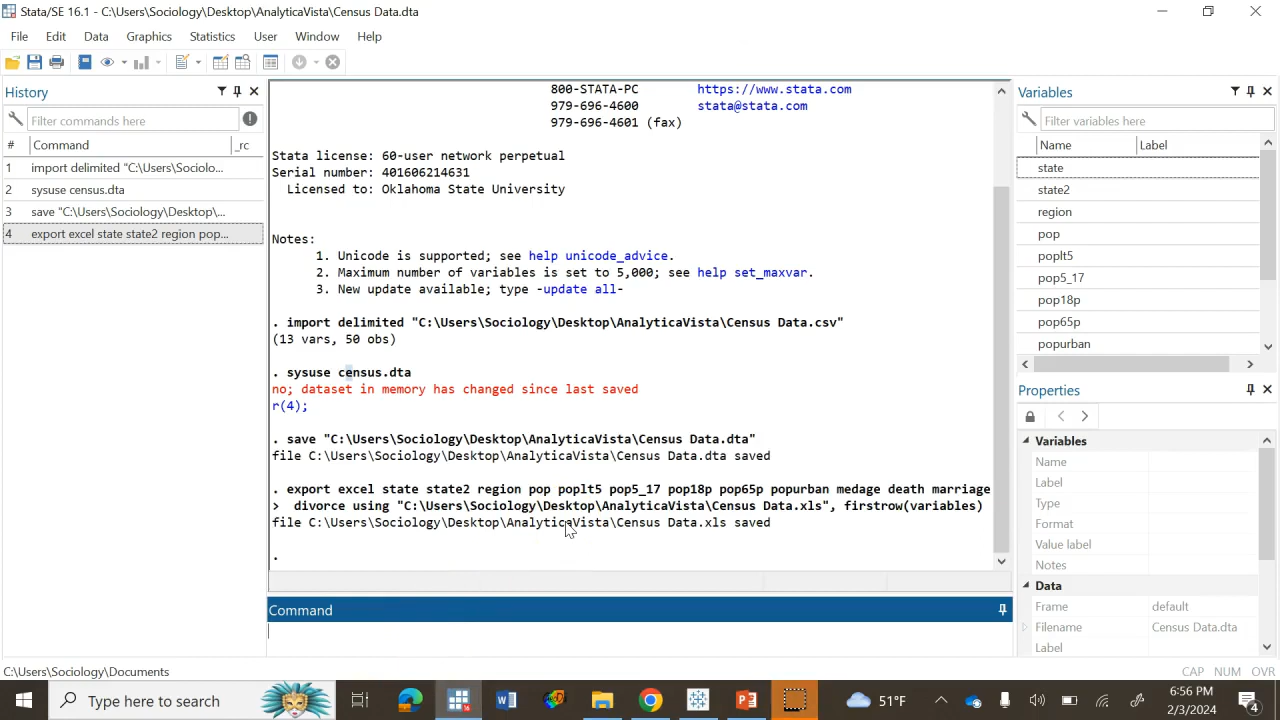 Stata/SE 16.1 - C:\Users\Sociology\Desktop\AnalyticaVista\Census Data.dta
File Edit Data Graphics Statistics User Window Help
History
Filter commands here
# Command _rc
1 import delimited "C:\Users\Sociolo...
2 sysuse census.dta
3 save "C:\Users\Sociology\Desktop\...
4 export excel state state2 region pop...
800-STATA-PC https://www.stata.com
979-696-4600 stata@stata.com
979-696-4601 (fax)
Stata license: 60-user network perpetual
Serial number: 401606214631
Licensed to: Oklahoma State University
Notes:
1. Unicode is supported; see help unicode_advice.
2. Maximum number of variables is set to 5,000; see help set_maxvar.
3. New update available; type -update all-
. import delimited "C:\Users\Sociology\Desktop\AnalyticaVista\Census Data.csv"
(13 vars, 50 obs)
. sysuse census.dta
no; dataset in memory has changed since last saved
r(4);
. save "C:\Users\Sociology\Desktop\AnalyticaVista\Census Data.dta"
file C:\Users\Sociology\Desktop\AnalyticaVista\Census Data.dta saved
. export excel state state2 region pop poplt5 pop5_17 pop18p pop65p popurban medage death marriage
> divorce using "C:\Users\Sociology\Desktop\AnalyticaVista\Census Data.xls", firstrow(variables)
file C:\Users\Sociology\Desktop\AnalyticaVista\Census Data.xls saved
.
Command
Variables
Filter variables here
Name Label
state
state2
region
pop
poplt5
pop5_17
pop18p
pop65p
popurban
Properties
Variables
Name
Label
Type
Format
Value label
Notes
Data
Frame default
Filename Census Data.dta
Label
C:\Users\Sociology\Documents
CAP NUM OVR
Type here to search
51°F
6:56 PM
2/3/2024
4